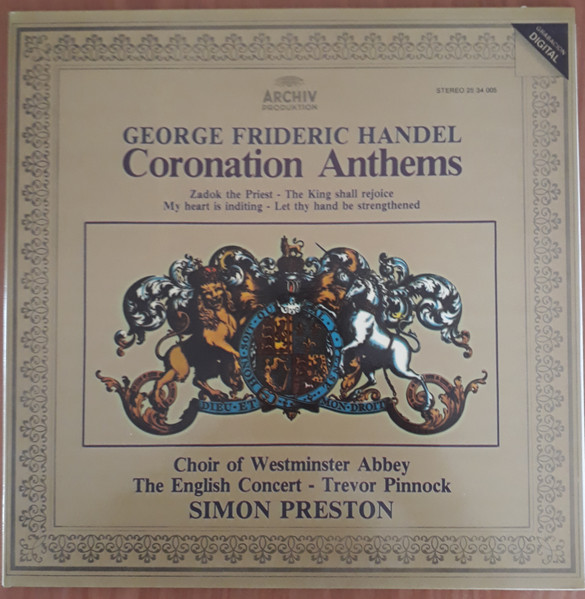 GRABACION
DIGITAL
ARCHIV
PRODUKTION
STEREO 25 34 005
GEORGE FRIDERIC HANDEL
Coronation Anthems
Zadok the Priest - The King shall rejoice
My heart is inditing - Let thy hand be strengthened
HONI SOIT QUI MAL
DIEU·ET MON·DROIT
Choir of Westminster Abbey
The English Concert - Trevor Pinnock
SIMON PRESTON